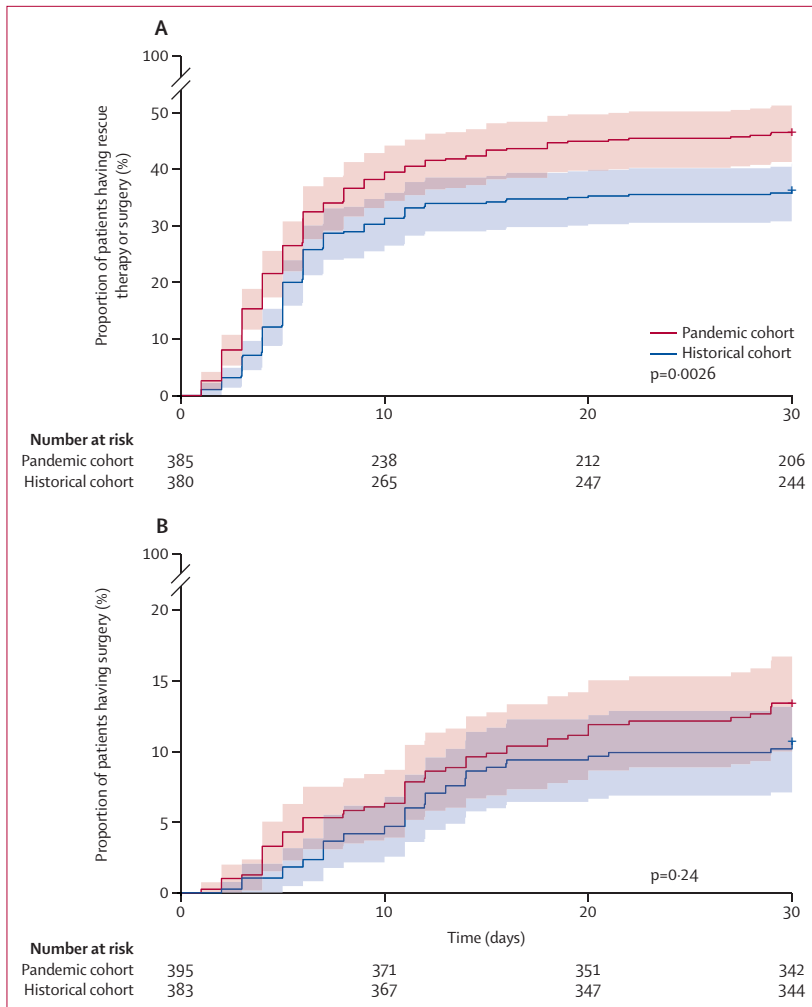 A
100
50
40
30
20
10
0
Proportion of patients having rescue
therapy or surgery (%)
Pandemic cohort
Historical cohort
p=0·0026
0 10 20 30
Number at risk
Pandemic cohort 385 238 212 206
Historical cohort 380 265 247 244
B
100
20
15
10
5
0
Proportion of patients having surgery (%)
p=0·24
0 10 20 30
Time (days)
Number at risk
Pandemic cohort 395 371 351 342
Historical cohort 383 367 347 344